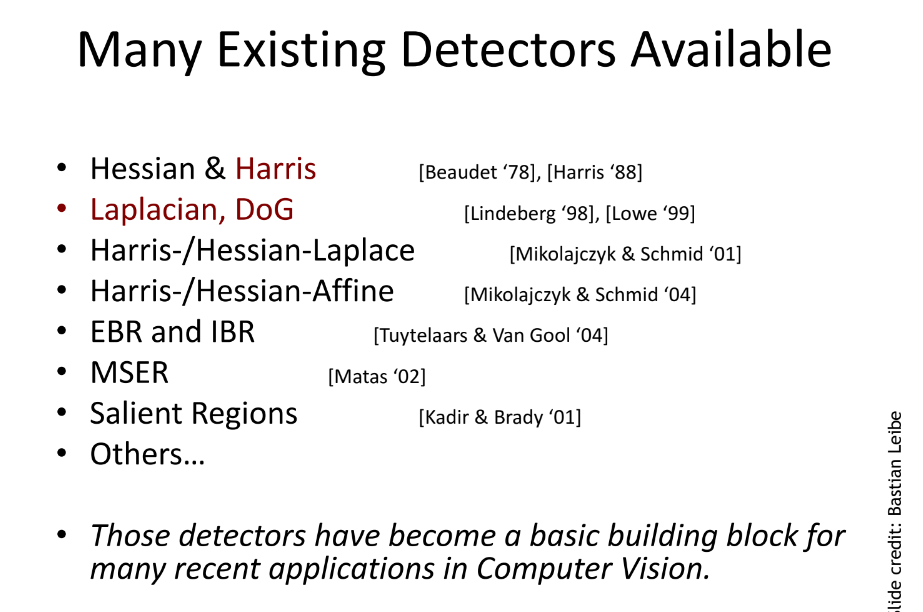 Many Existing Detectors Available
• Hessian & Harris [Beaudet ‘78], [Harris ‘88]
• Laplacian, DoG [Lindeberg ‘98], [Lowe ‘99]
• Harris-/Hessian-Laplace [Mikolajczyk & Schmid ‘01]
• Harris-/Hessian-Affine [Mikolajczyk & Schmid ‘04]
• EBR and IBR [Tuytelaars & Van Gool ‘04]
• MSER [Matas ‘02]
• Salient Regions [Kadir & Brady ‘01]
• Others…
• Those detectors have become a basic building block for
many recent applications in Computer Vision.
lide credit: Bastian Leibe